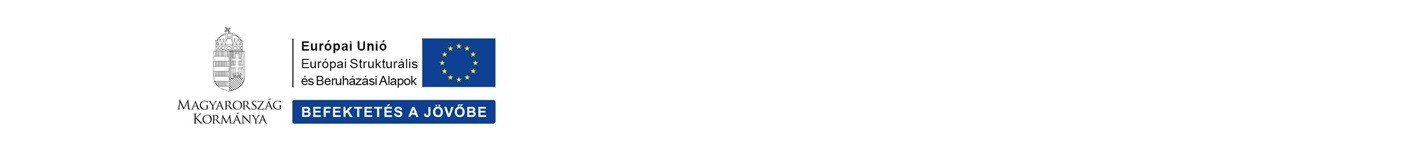 MAGYARORSZÁG
KORMÁNYA
Európai Unió
Európai Strukturális
és Beruházási Alapok
BEFEKTETÉS A JÖVŐBE